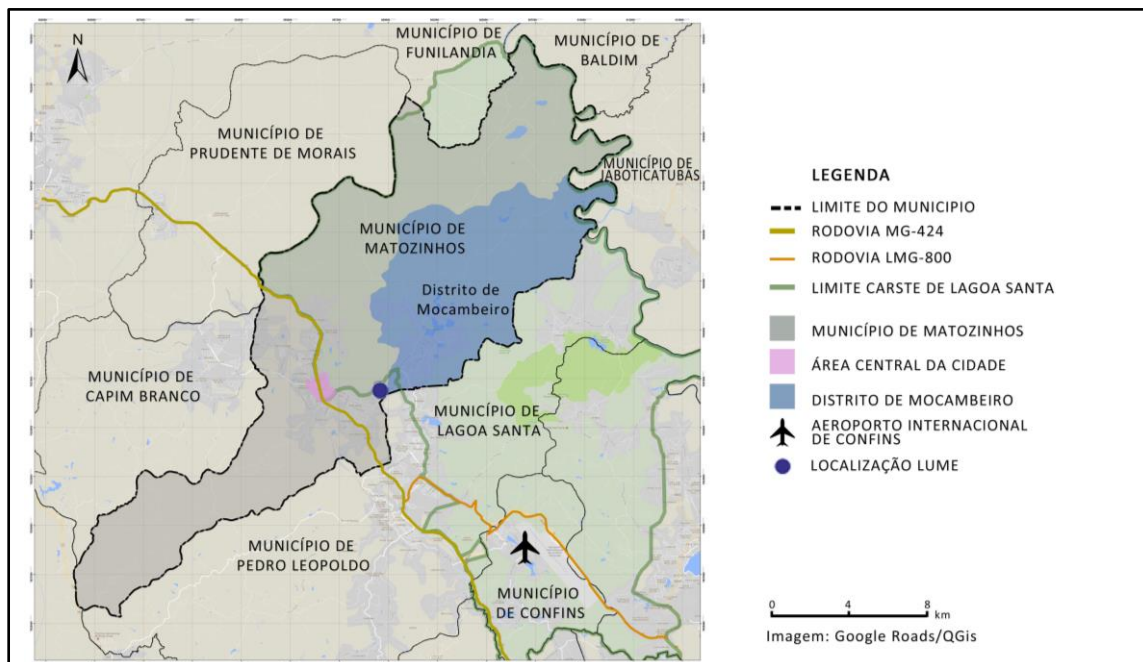 N
MUNICÍPIO DE
FUNILANDIA
MUNICÍPIO DE
BALDIM
MUNICÍPIO DE
PRUDENTE DE MORAIS
MUNICÍPIO DE
JABOTICATUBAS
MUNICÍPIO DE
MATOZINHOS
Distrito de
Mocambeiro
MUNICÍPIO DE
CAPIM BRANCO
MUNICÍPIO DE
LAGOA SANTA
MUNICÍPIO DE
PEDRO LEOPOLDO
MUNICÍPIO
DE CONFINS
LEGENDA
LIMITE DO MUNICIPIO
RODOVIA MG-424
RODOVIA LMG-800
LIMITE CARSTE DE LAGOA SANTA
MUNICÍPIO DE MATOZINHOS
ÁREA CENTRAL DA CIDADE
DISTRITO DE MOCAMBEIRO
AEROPORTO INTERNACIONAL
DE CONFINS
LOCALIZAÇÃO LUME
0 4 8 km
Imagem: Google Roads/QGis